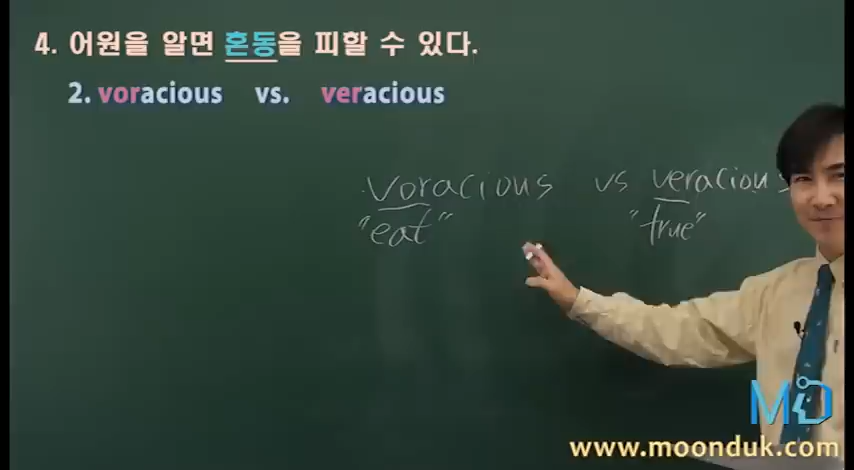 4. 어원을 알면 혼동을 피할 수 있다.
2. voracious vs. veracious
voracious vs veracious
"eat" "true"
MD
www.moonduk.com